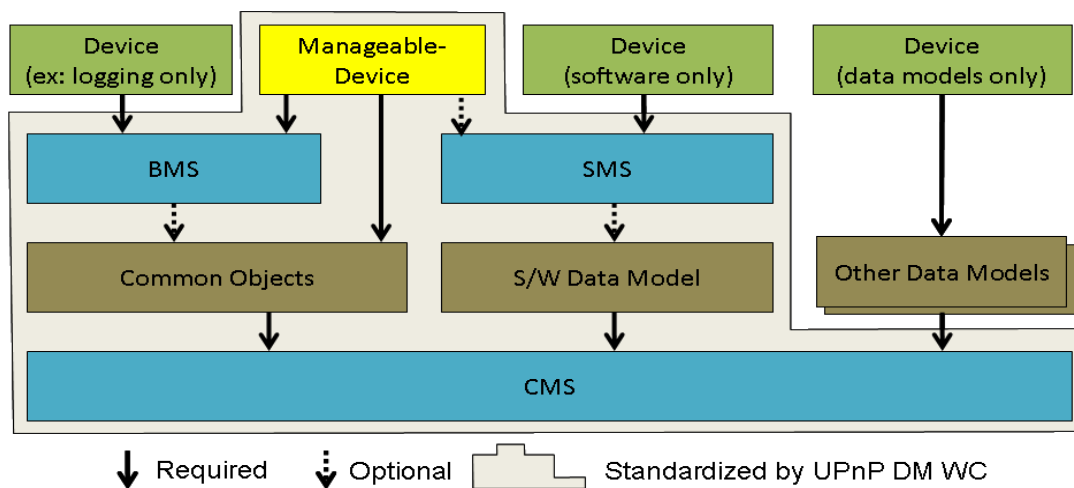 Device
(ex: logging only)
Manageable-
Device
Device
(software only)
Device
(data models only)
BMS
SMS
Common Objects
S/W Data Model
Other Data Models
CMS
Required
Optional
Standardized by UPnP DM WC